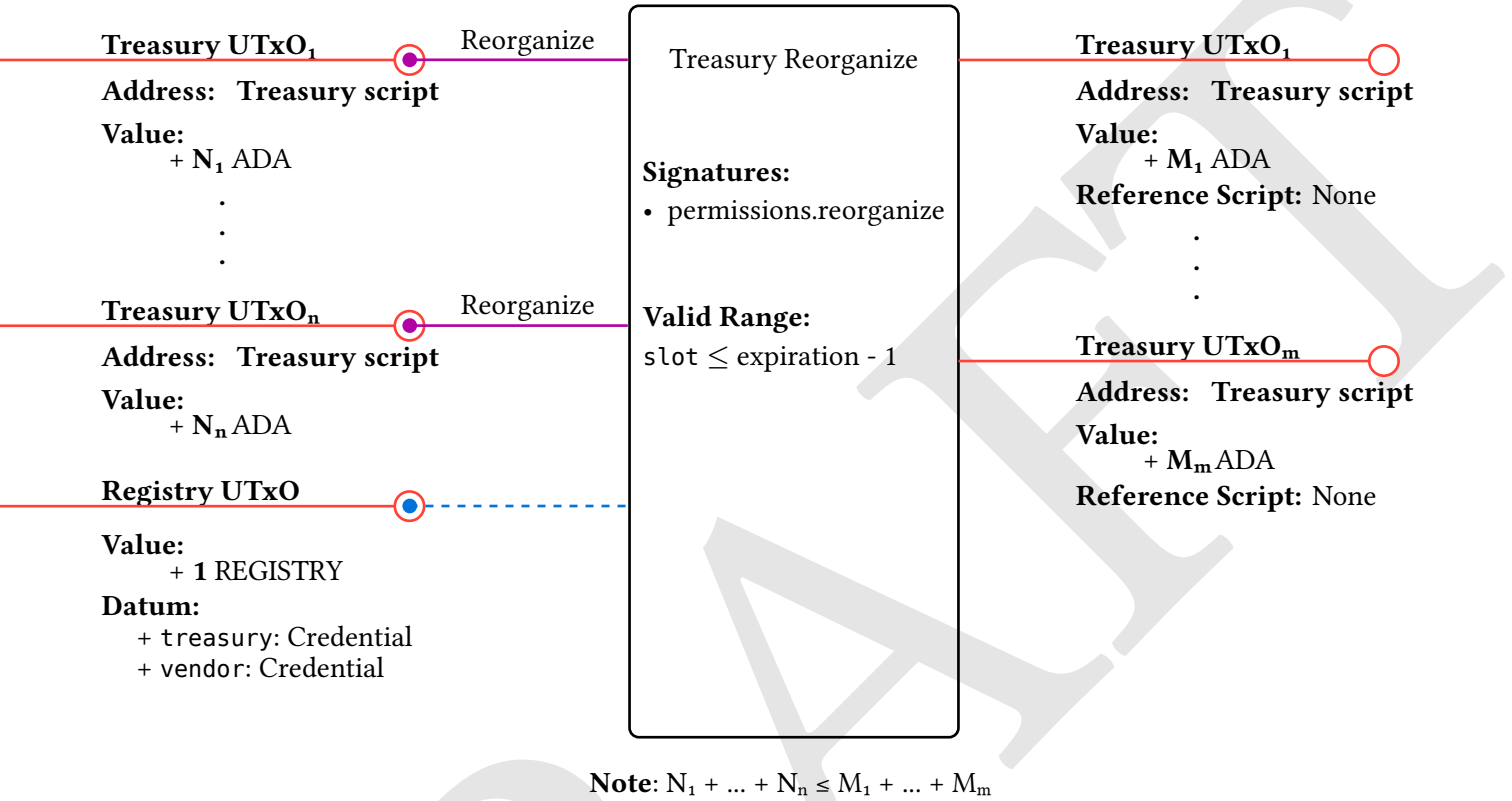 Treasury UTxO₁
Address: Treasury script
Value:
+ N₁ ADA
.
.
.
Reorganize
Treasury UTxOₙ
Address: Treasury script
Value:
+ Nₙ ADA
Reorganize
Registry UTxO
Value:
+ 1 REGISTRY
Datum:
+ treasury: Credential
+ vendor: Credential
Treasury Reorganize
Signatures:
• permissions.reorganize
Valid Range:
slot ≤ expiration - 1
Treasury UTxO₁
Address: Treasury script
Value:
+ M₁ ADA
Reference Script: None
.
.
.
Treasury UTxOₘ
Address: Treasury script
Value:
+ Mₘ ADA
Reference Script: None
Note: N₁ + ... + Nₙ ≤ M₁ + ... + Mₘ